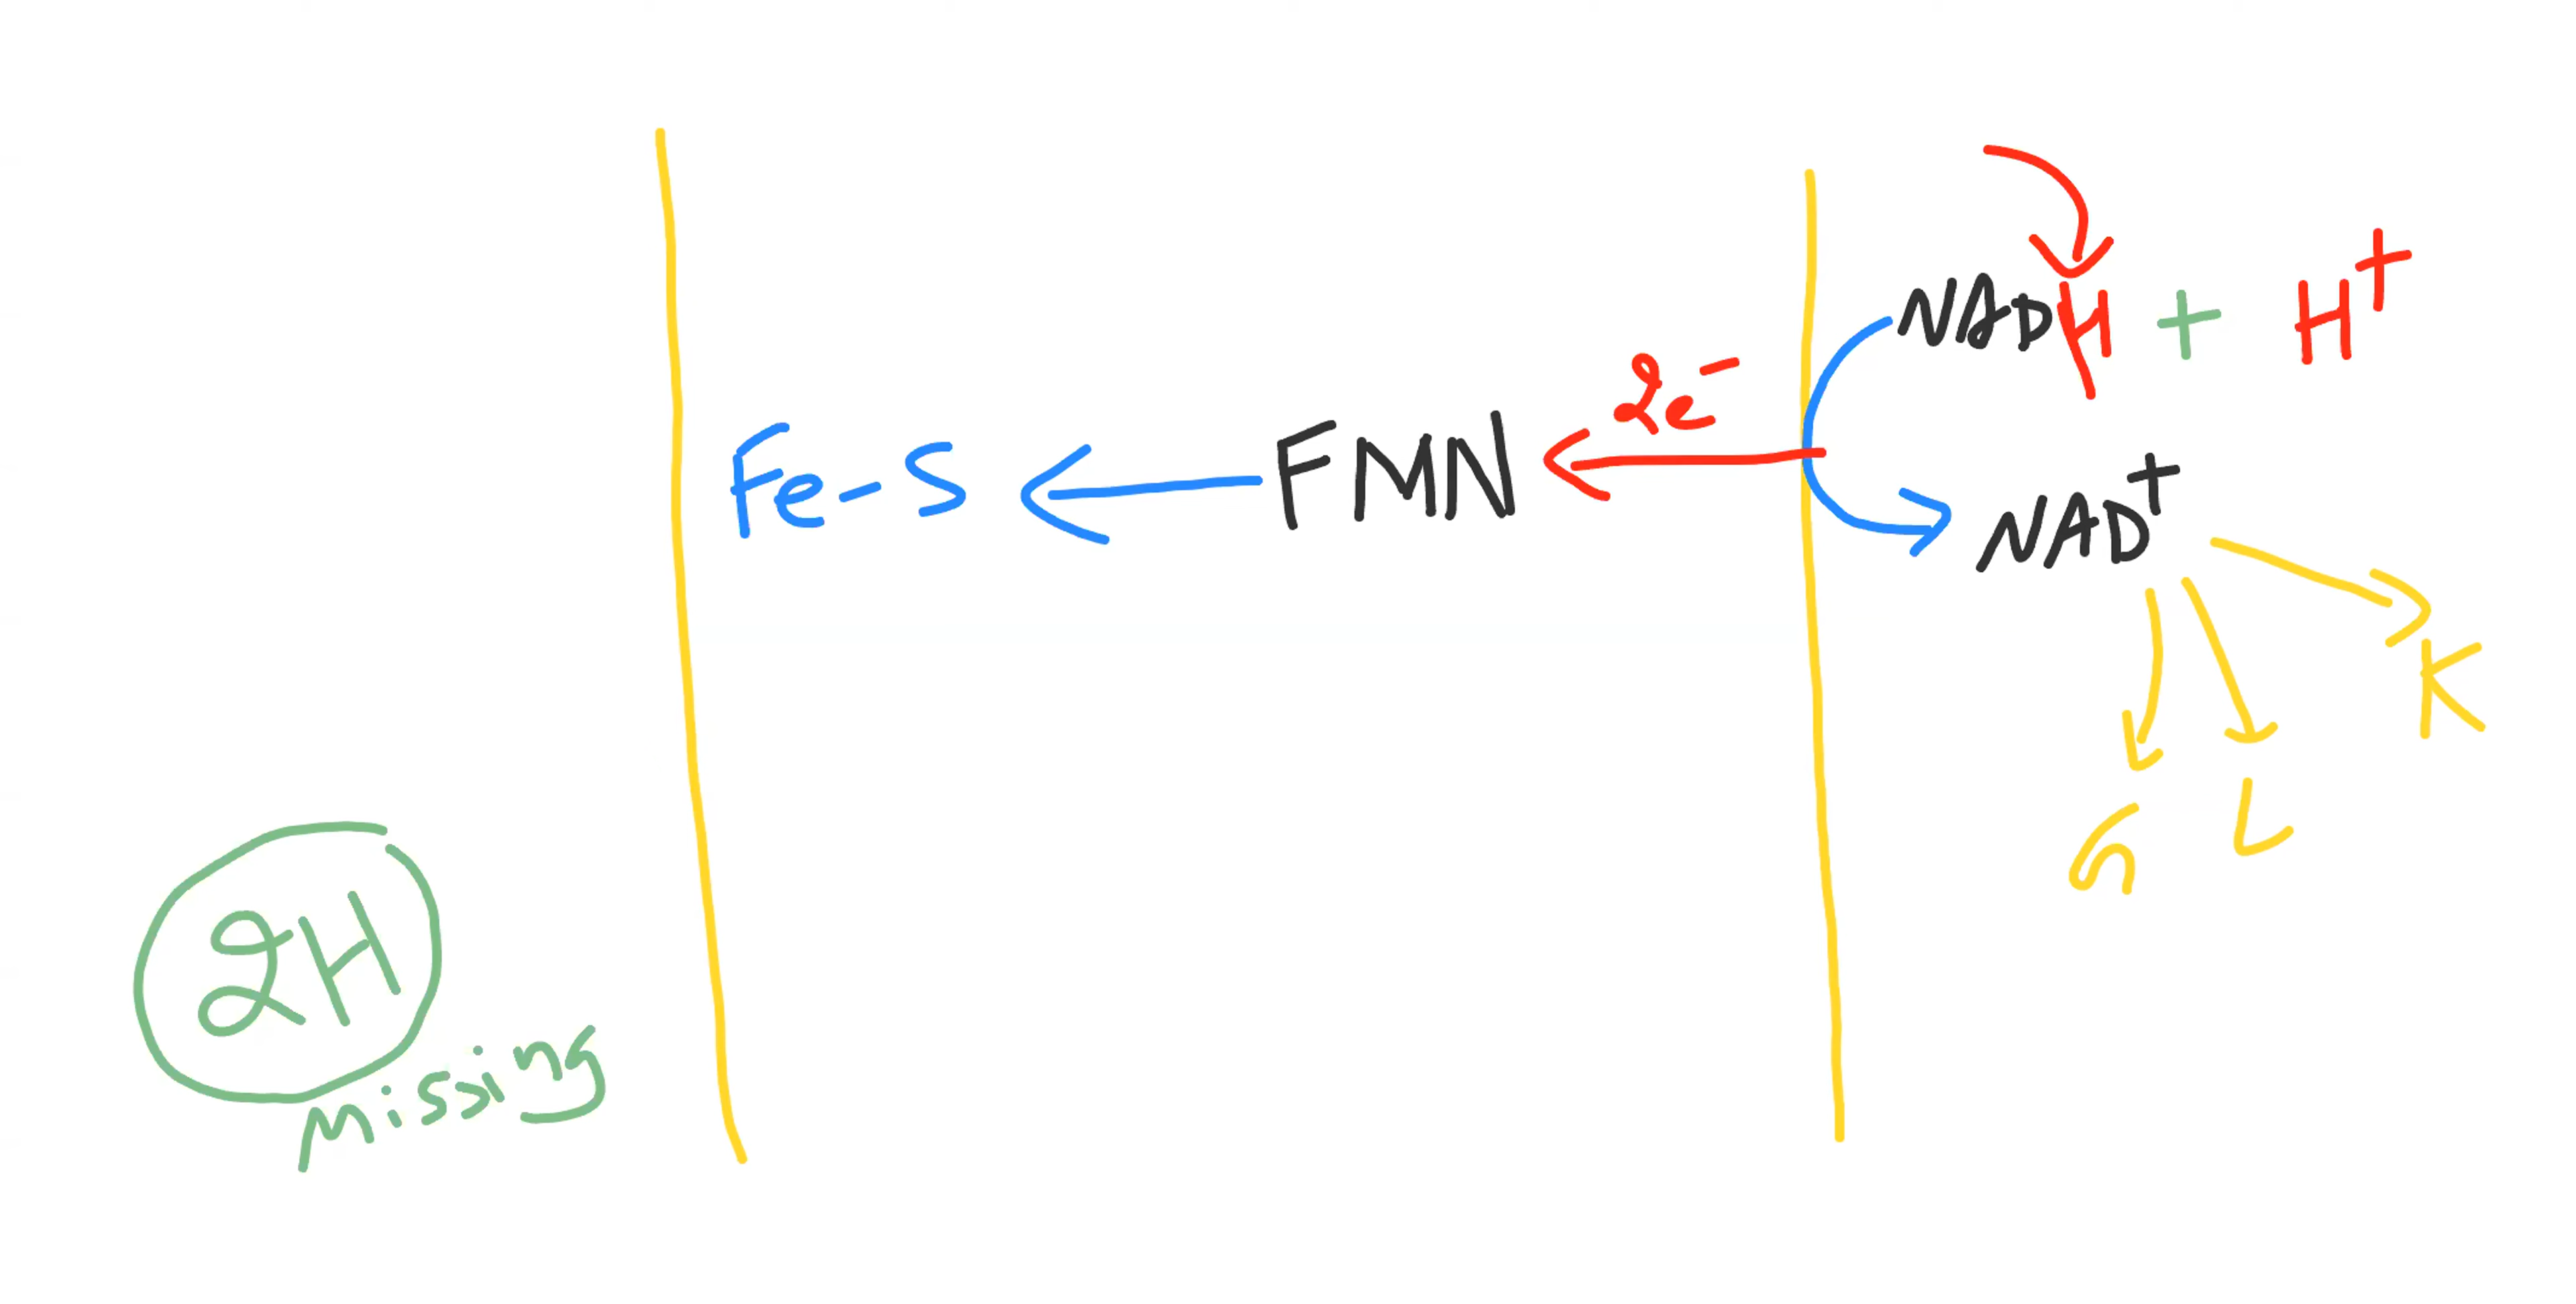 NADH + H⁺
2e⁻
Fe-S ← FMN
NAD⁺
K
G L
2H
Missing